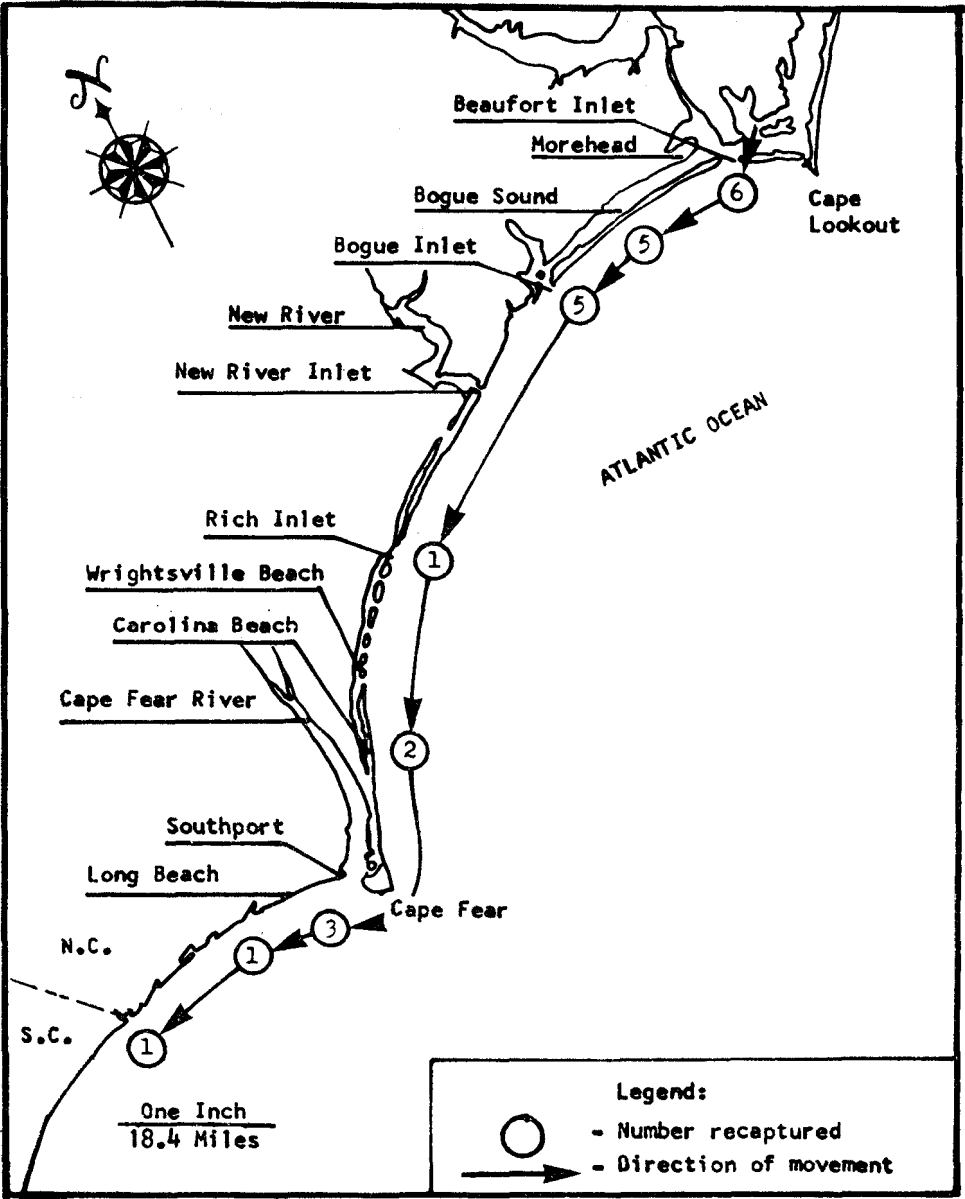 Beaufort Inlet
Morehead
6
Cape
Lookout
Bogue Sound
5
Bogue Inlet
5
New River
New River Inlet
ATLANTIC OCEAN
Rich Inlet
1
Wrightsville Beach
Carolina Beach
Cape Fear River
2
Southport
Long Beach
Cape Fear
3
N.C.
1
S.C.
1
One Inch
18.4 Miles
Legend:
- Number recaptured
- Direction of movement